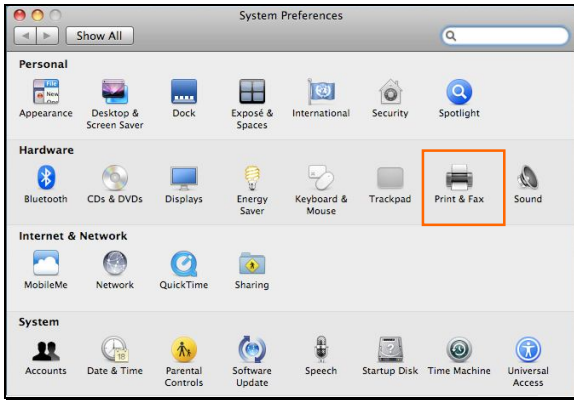 System Preferences
Show All
Personal
Appearance
Desktop &
Screen Saver
Dock
Exposé &
Spaces
International
Security
Spotlight
Hardware
Bluetooth
CDs & DVDs
Displays
Energy
Saver
Keyboard &
Mouse
Trackpad
Print & Fax
Sound
Internet & Network
MobileMe
Network
QuickTime
Sharing
System
Accounts
Date & Time
Parental
Controls
Software
Update
Speech
Startup Disk
Time Machine
Universal
Access